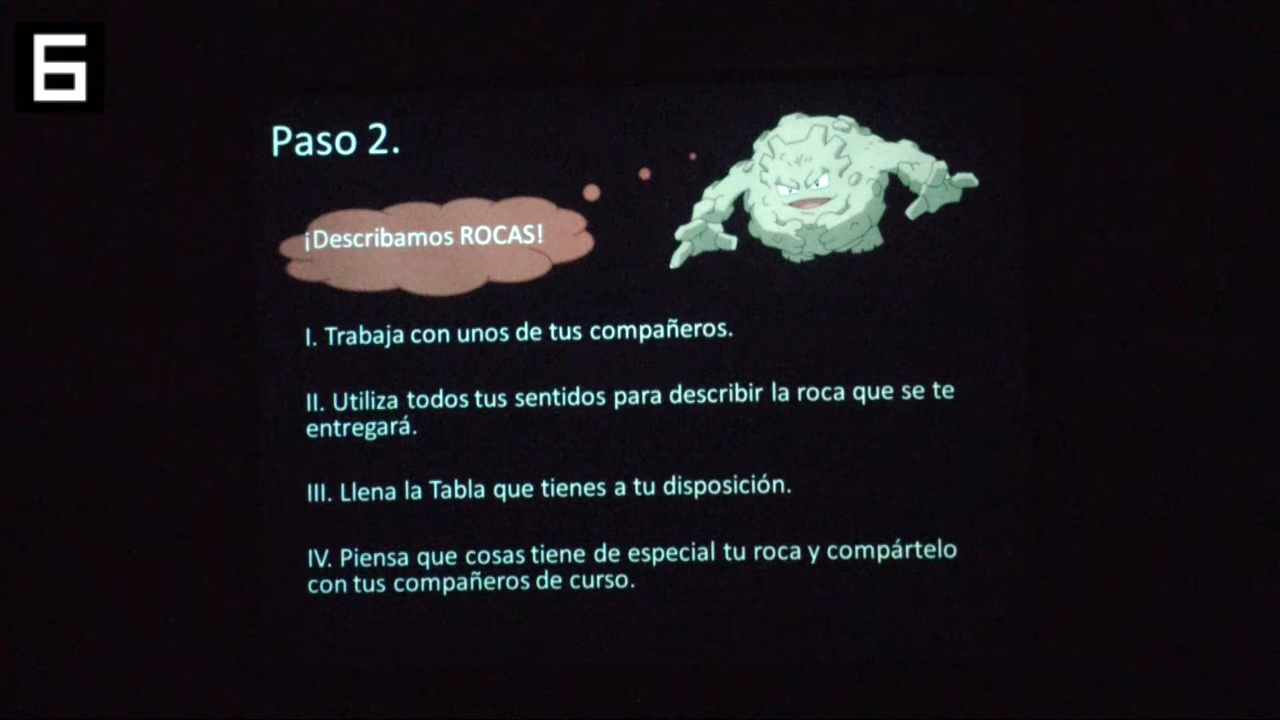 6
Paso 2.
¡Describamos ROCAS!
I. Trabaja con unos de tus compañeros.
II. Utiliza todos tus sentidos para describir la roca que se te
entregará.
III. Llena la Tabla que tienes a tu disposición.
IV. Piensa que cosas tiene de especial tu roca y compártelo
con tus compañeros de curso.